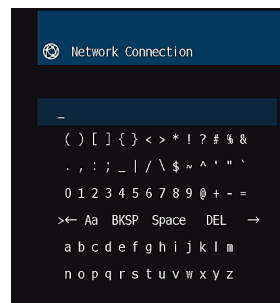 Network Connection
_
( ) [ ] { } < > * ! ? # % &
. , : ; _ | / \ $ ~ ^ ' " `
0 1 2 3 4 5 6 7 8 9 @ + - =
>← Aa BKSP Space DEL →
a b c d e f g h i j k l m
n o p q r s t u v w x y z